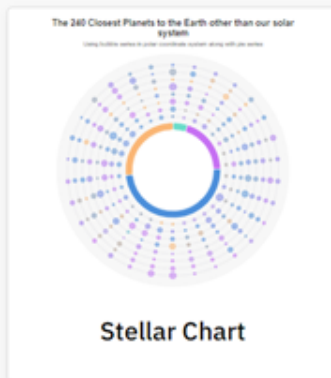 The 240 Closest Planets to the Earth other than our solar
system
Using bubble series in polar coordinate system along with pie series
Stellar Chart